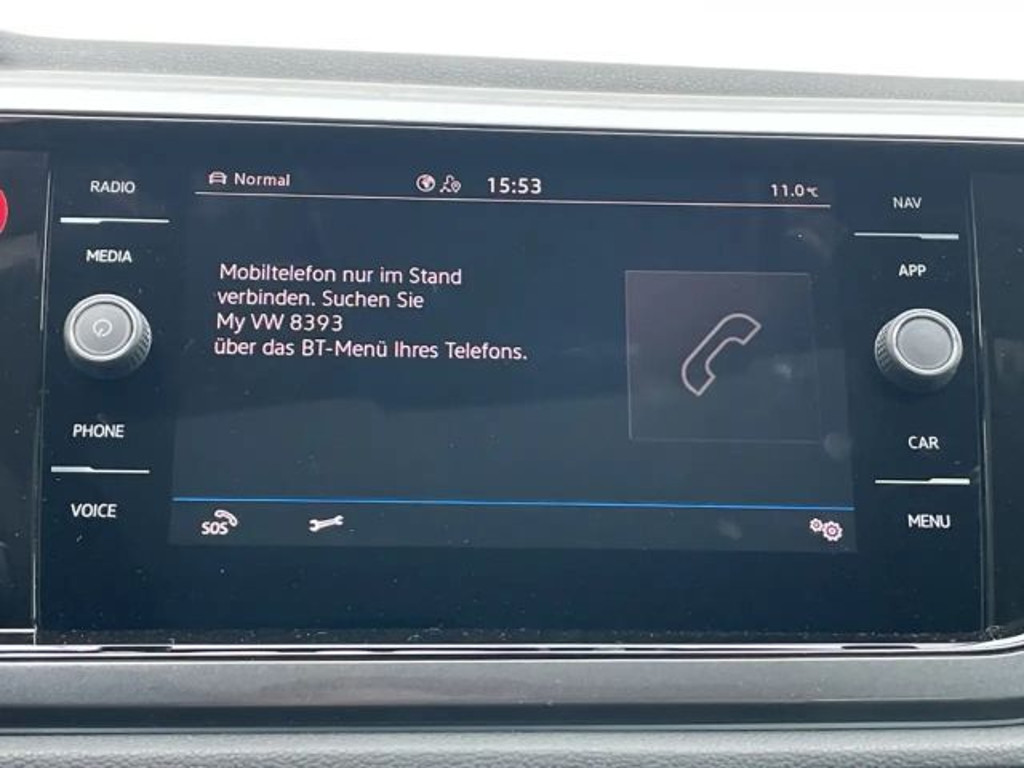 RADIO
MEDIA
PHONE
VOICE
Normal
15:53
11.0°C
Mobiltelefon nur im Stand
verbinden. Suchen Sie
My VW 8393
über das BT-Menü Ihres Telefons.
SOS
NAV
APP
CAR
MENU